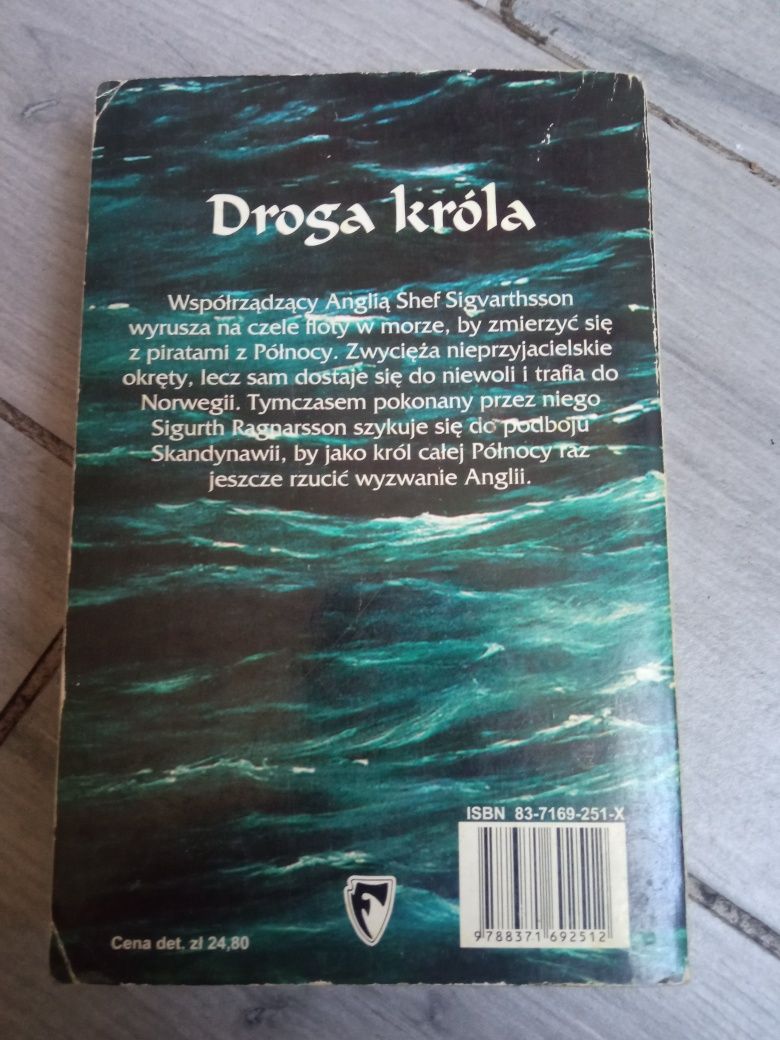 Droga króla
Współrządzący Anglią Shef Sigvarthsson
wyrusza na czele floty w morze, by zmierzyć się
z piratami z Północy. Zwycięża nieprzyjacielskie
okręty, lecz sam dostaje się do niewoli i trafia do
Norwegii. Tymczasem pokonany przez niego
Sigurth Ragnarsson szykuje się do podboju
Skandynawii, by jako król całej Północy raz
jeszcze rzucić wyzwanie Anglii.
ISBN 83-7169-251-X
9 788371 692512
Cena det. zł 24,80